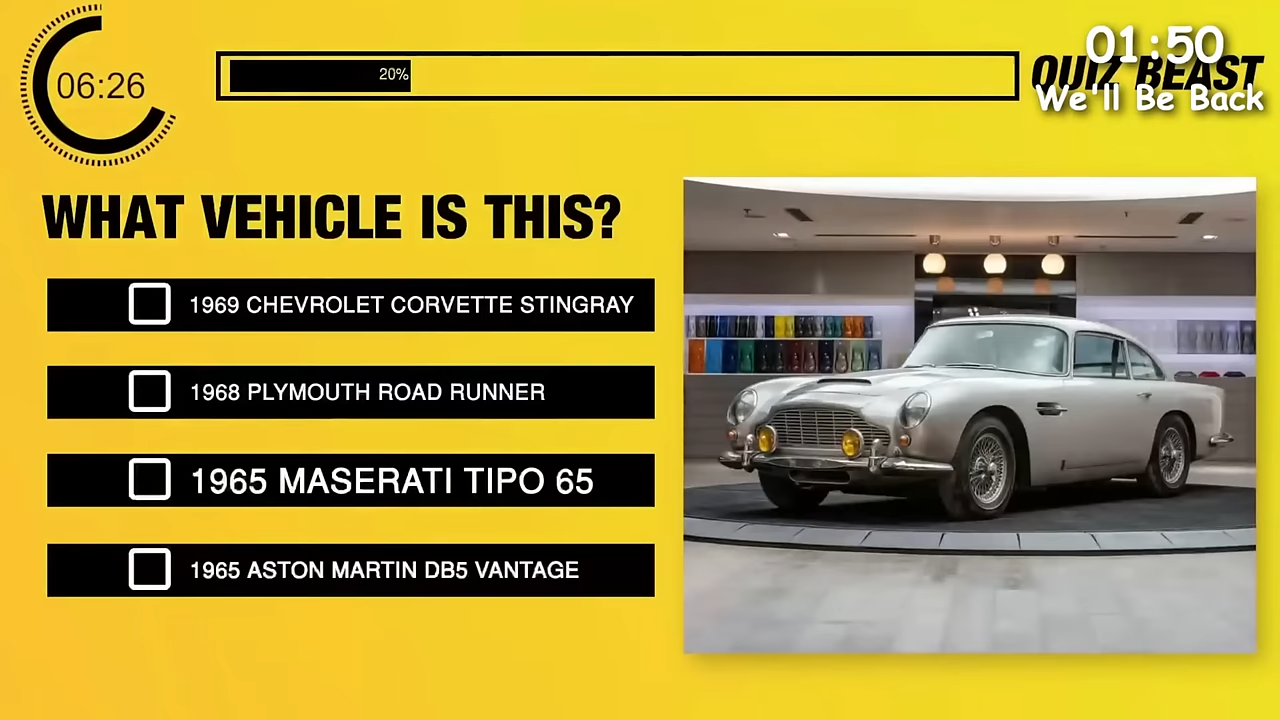 06:26
20%
01:50
QUIZ BEAST
We'll Be Back
WHAT VEHICLE IS THIS?
1969 CHEVROLET CORVETTE STINGRAY
1968 PLYMOUTH ROAD RUNNER
1965 MASERATI TIPO 65
1965 ASTON MARTIN DB5 VANTAGE